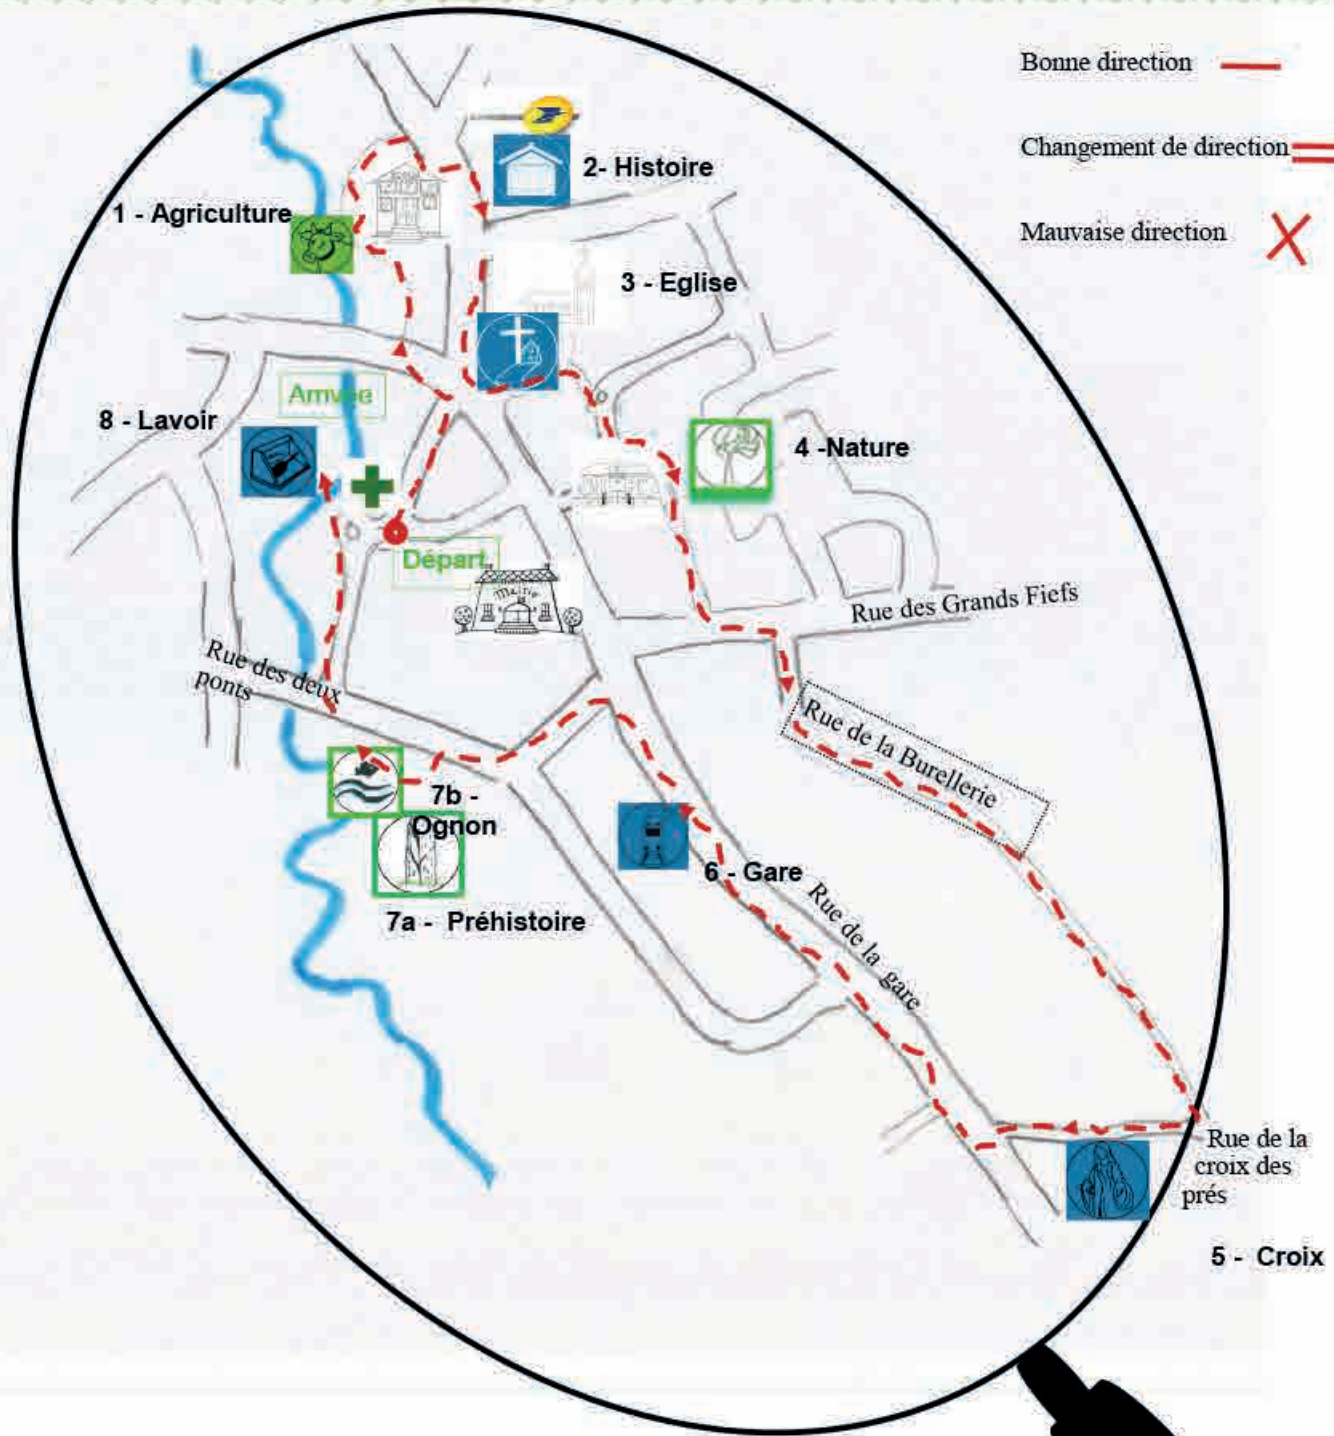 Bonne direction
Changement de direction
Mauvaise direction
2- Histoire
1 - Agriculture
3 - Eglise
Arrivée
8 - Lavoir
4 -Nature
Départ
Mairie
Rue des Grands Fiefs
Rue des deux
ponts
Rue de la Burellerie
7b -
Ognon
6 - Gare
Rue de la gare
7a - Préhistoire
Rue de la
croix des
prés
5 - Croix